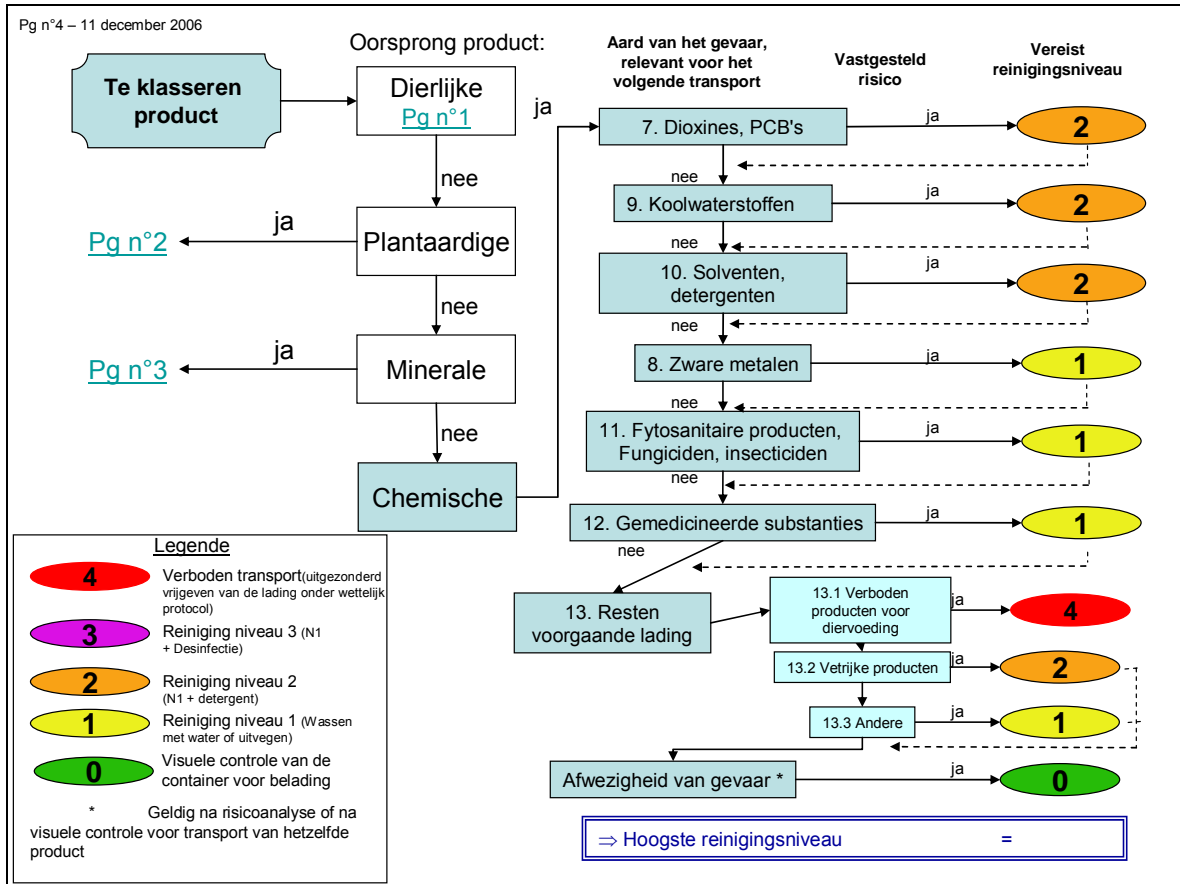 Pg n°4 – 11 december 2006
Oorsprong product:
Te klasseren
product
Dierlijke
Pg n°1
nee
Plantaardige
ja
Pg n°2
nee
Minerale
ja
Pg n°3
nee
Chemische
ja
Aard van het gevaar,
relevant voor het
volgende transport
Vastgesteld
risico
Vereist
reinigingsniveau
7. Dioxines, PCB's
ja
2
nee
9. Koolwaterstoffen
ja
2
nee
10. Solventen,
detergenten
ja
2
nee
8. Zware metalen
ja
1
nee
11. Fytosanitaire producten,
Fungiciden, insecticiden
ja
1
nee
12. Gemedicineerde substanties
ja
1
nee
13. Resten
voorgaande lading
13.1 Verboden
producten voor
diervoeding
ja
4
13.2 Vetrijke producten
ja
2
13.3 Andere
ja
1
Afwezigheid van gevaar *
ja
0
⇒ Hoogste reinigingsniveau =
Legende
4
Verboden transport(uitgezonderd
vrijgeven van de lading onder wettelijk
protocol)
3
Reiniging niveau 3 (N1
+ Desinfectie)
2
Reiniging niveau 2
(N1 + detergent)
1
Reiniging niveau 1 (Wassen
met water of uitvegen)
0
Visuele controle van de
container voor belading
* Geldig na risicoanalyse of na
visuele controle voor transport van hetzelfde
product